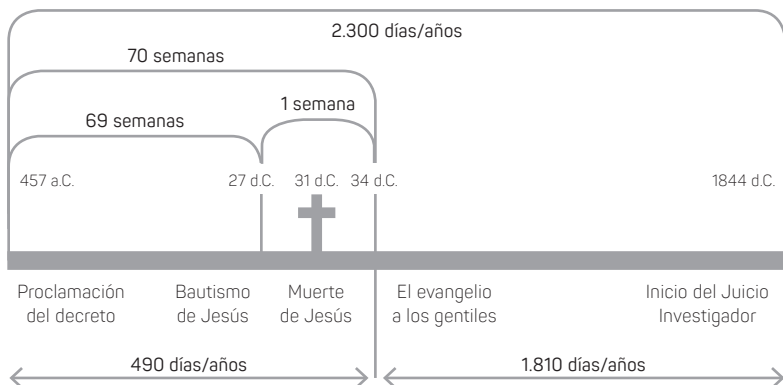 2.300 días/años
70 semanas
1 semana
69 semanas
457 a.C.
27 d.C.
31 d.C.
34 d.C.
1844 d.C.
Proclamación
del decreto
Bautismo
de Jesús
Muerte
de Jesús
El evangelio
a los gentiles
Inicio del Juicio
Investigador
490 días/años
1.810 días/años